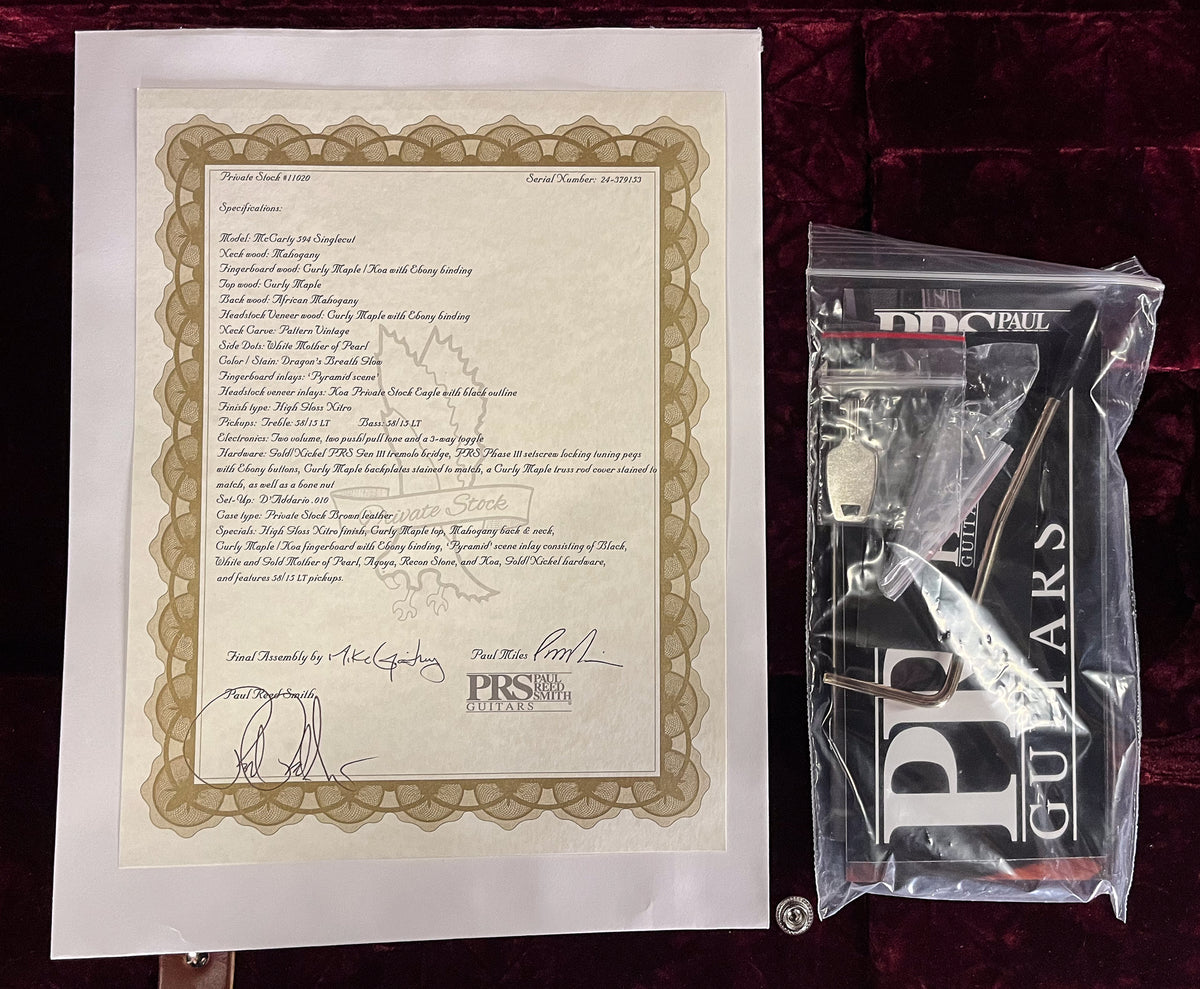 Private Stock #11020
Serial Number: 24-379153
Specifications:
Model: McCarty 594 Singlecut
Neck wood: Mahogany
Fingerboard wood: Curly Maple / Koa with Ebony binding
Top wood: Curly Maple
Back wood: African Mahogany
Headstock Veneer wood: Curly Maple with Ebony binding
Neck Carve: Pattern Vintage
Side Dots: White Mother of Pearl
Color / Stain: Dragon's Breath Glow
Fingerboard inlays: 'Pyramid scene'
Headstock veneer inlays: Koa Private Stock Eagle with black outline
Finish type: High Gloss Nitro
Pickups: Treble: 58/15 LT Bass: 58/15 LT
Electronics: Two volume, two push/pull tone and a 3-way toggle
Hardware: Gold/Nickel PRS Gen III tremolo bridge, PRS Phase III setscrew locking tuning pegs
with Ebony buttons, Curly Maple backplates stained to match, a Curly Maple truss rod cover stained to
match, as well as a bone nut
Set-Up: D'Addario .010
Case type: Private Stock Brown leather
Private Stock
Specials: High Gloss Nitro finish, Curly Maple top, Mahogany back & neck,
Curly Maple / Koa fingerboard with Ebony binding, 'Pyramid' scene inlay consisting of Black,
White and Gold Mother of Pearl, Agoya, Recon Stone, and Koa, Gold/Nickel hardware,
and features 58/15 LT pickups.
Final Assembly by
Paul Miles
PRS PAUL REED SMITH
GUITARS
Paul Reed Smith
PRS PAUL
GUITARS